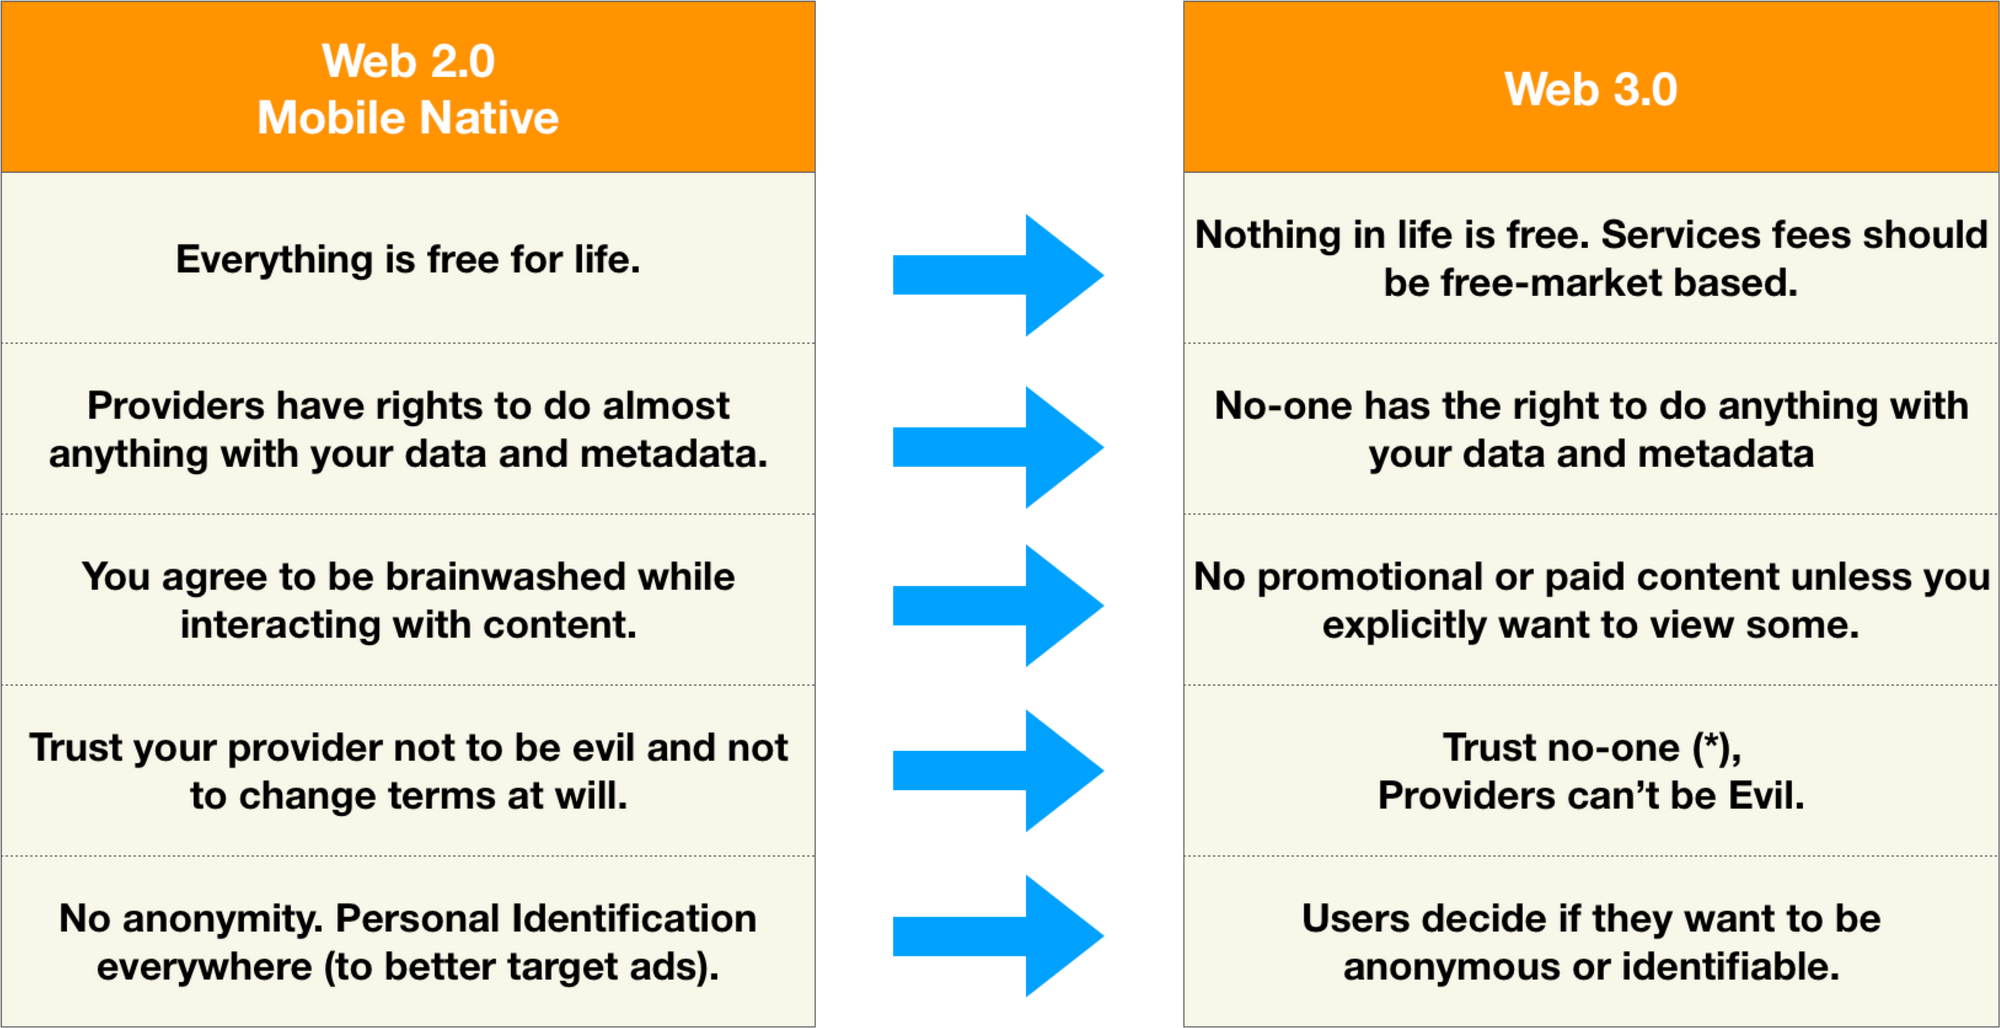 Web 2.0
Mobile Native
Web 3.0
Everything is free for life.
Nothing in life is free. Services fees should
be free-market based.
Providers have rights to do almost
anything with your data and metadata.
No-one has the right to do anything with
your data and metadata
You agree to be brainwashed while
interacting with content.
No promotional or paid content unless you
explicitly want to view some.
Trust your provider not to be evil and not
to change terms at will.
Trust no-one (*),
Providers can’t be Evil.
No anonymity. Personal Identification
everywhere (to better target ads).
Users decide if they want to be
anonymous or identifiable.